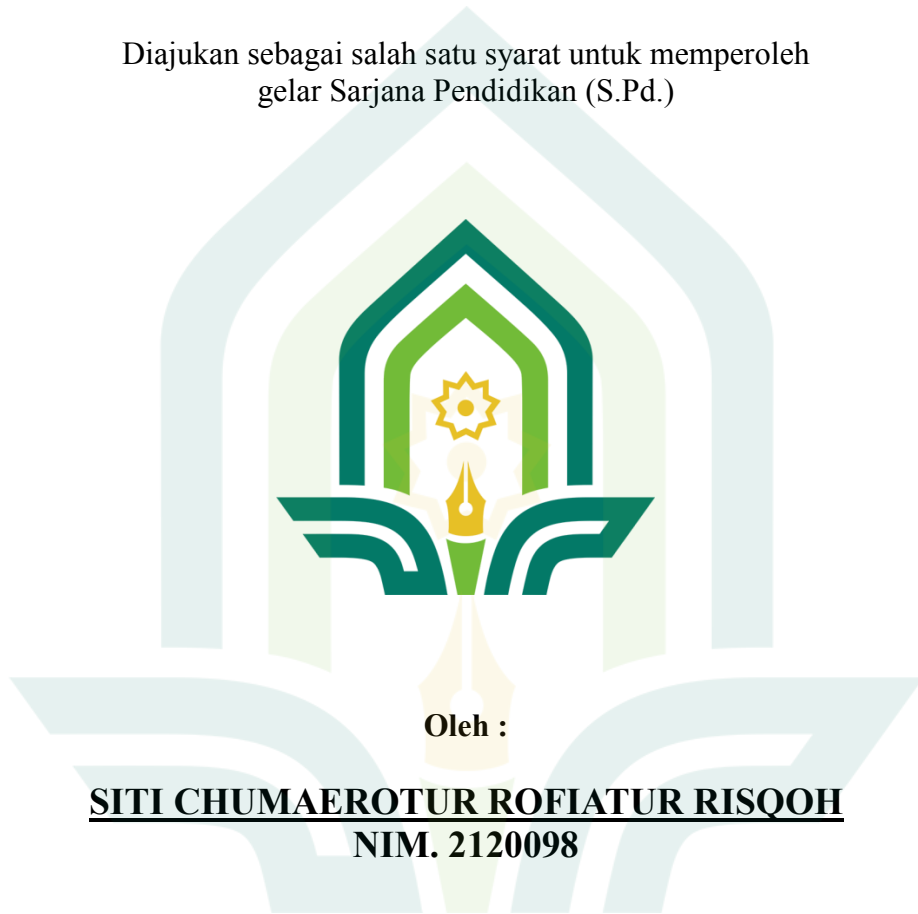 Diajukan sebagai salah satu syarat untuk memperoleh
gelar Sarjana Pendidikan (S.Pd.)
Oleh :
SITI CHUMAEROTUR ROFIATUR RISQOH
NIM. 2120098